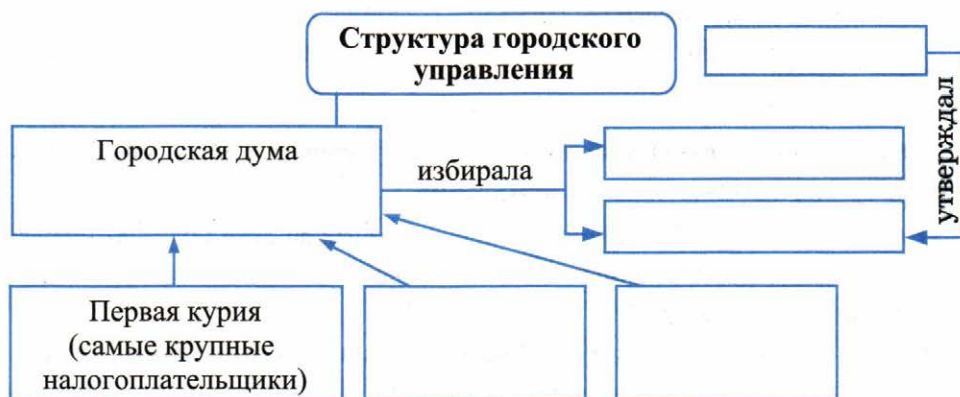 Структура городского
управления
утверждал
Городская дума
избирала
Первая курия
(самые крупные
налогоплательщики)